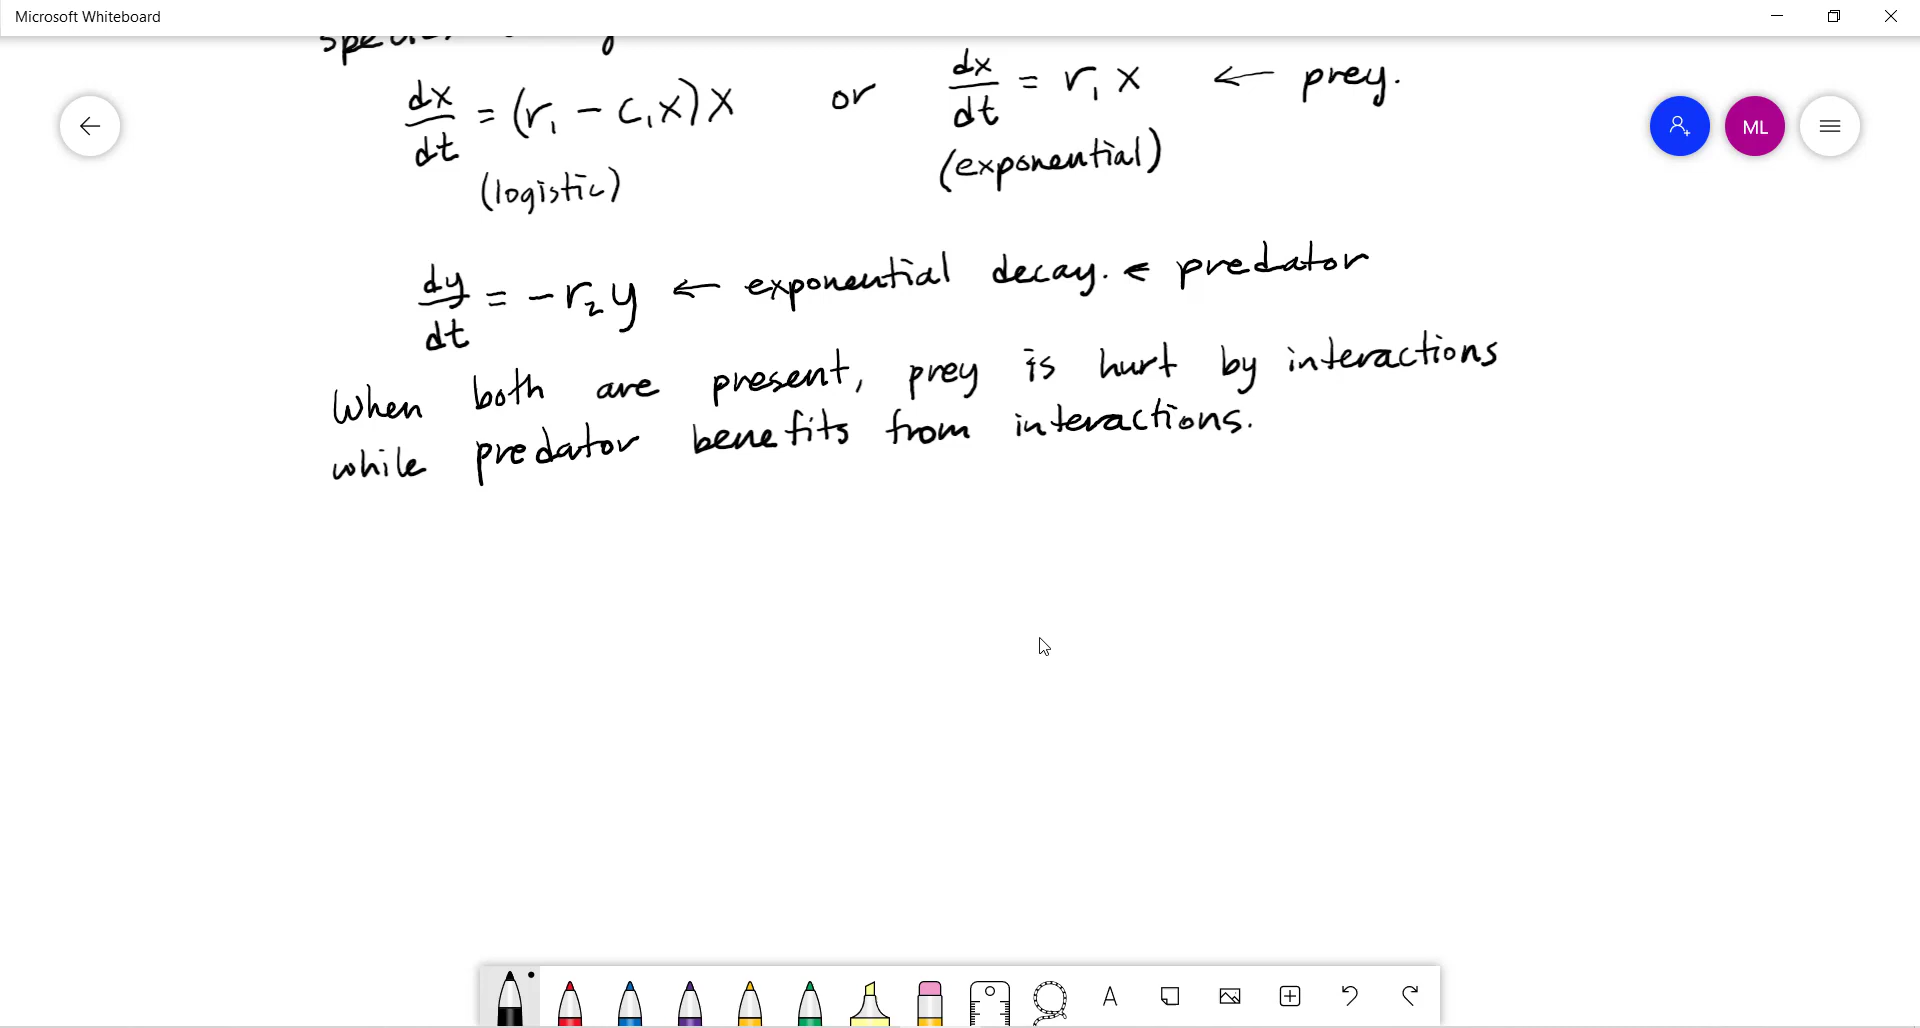 Microsoft Whiteboard
dx/dt = (r₁ - c₁x)x or dx/dt = r₁ x ← prey.
(logistic) (exponential)
ML
dy/dt = -r₂y ← exponential decay. ← predator
When both are present, prey is hurt by interactions
while predator benefits from interactions.
A